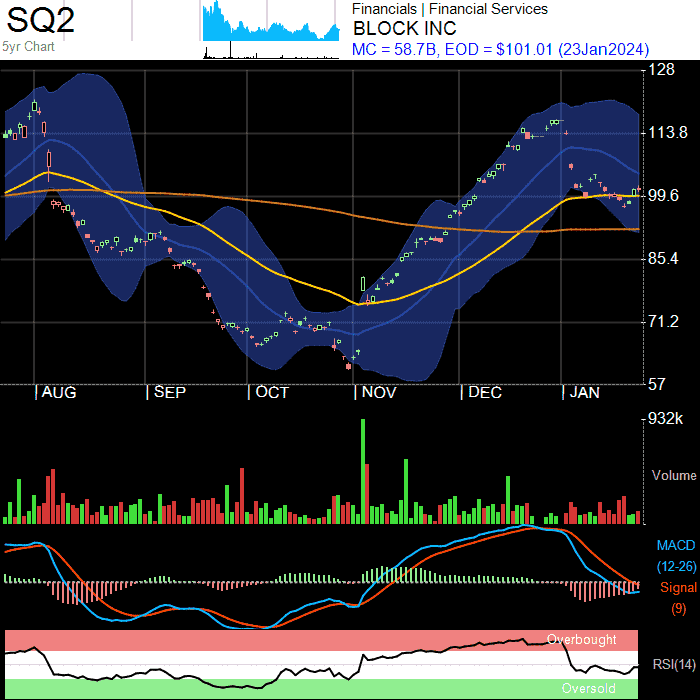 SQ2
5yr Chart
Financials | Financial Services
BLOCK INC
MC = 58.7B, EOD = $101.01 (23Jan2024)
128
113.8
99.6
85.4
71.2
57
| AUG | SEP | OCT | NOV | DEC | JAN
932k
Volume
MACD
(12-26)
Signal
(9)
Overbought
RSI(14)
Oversold